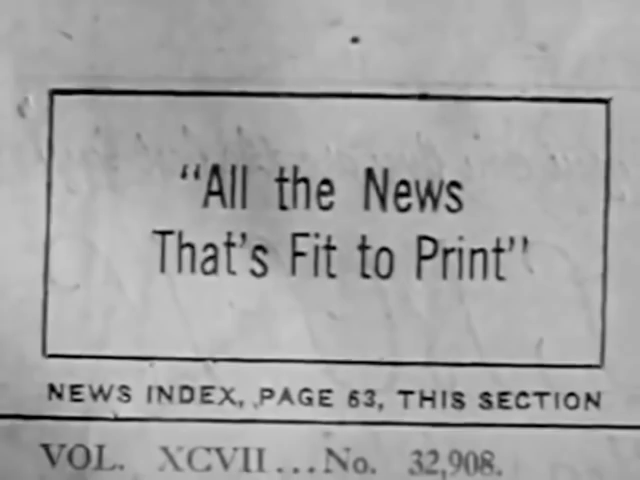 "All the News
That's Fit to Print"
NEWS INDEX, PAGE 63, THIS SECTION
VOL. XCVII...No. 32,908.